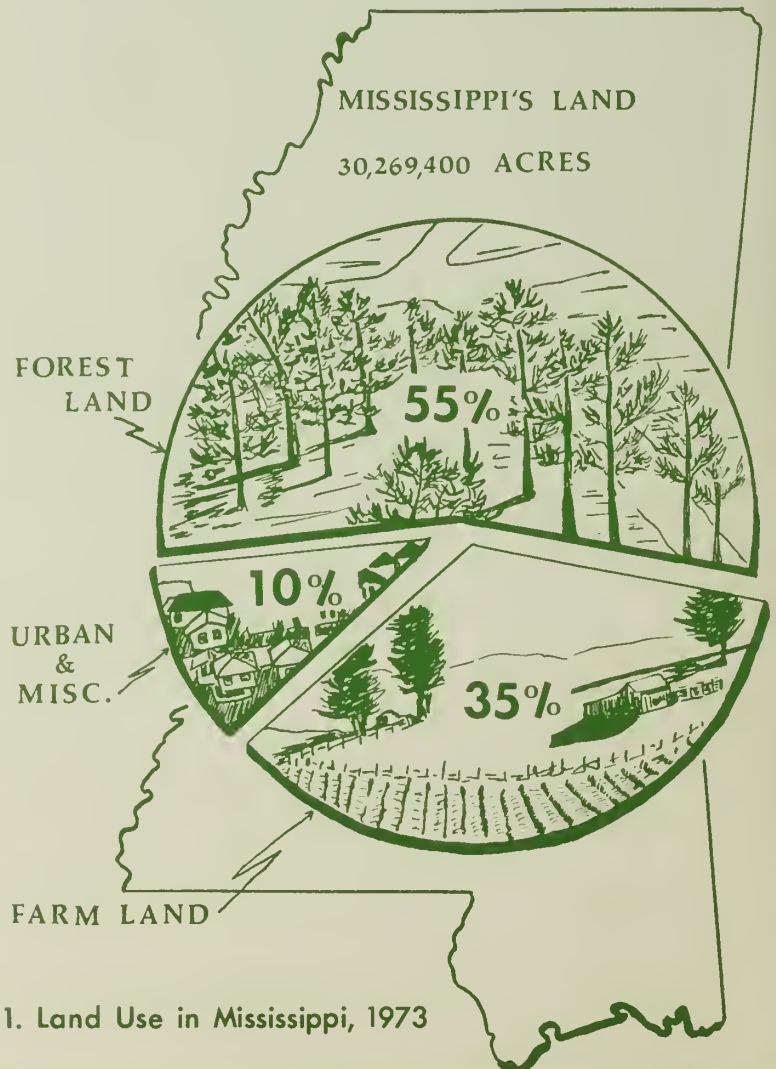 MISSISSIPPI'S LAND
30,269,400 ACRES
FOREST
LAND
55%
10%
URBAN
&
MISC.
35%
FARM LAND
1. Land Use in Mississippi, 1973